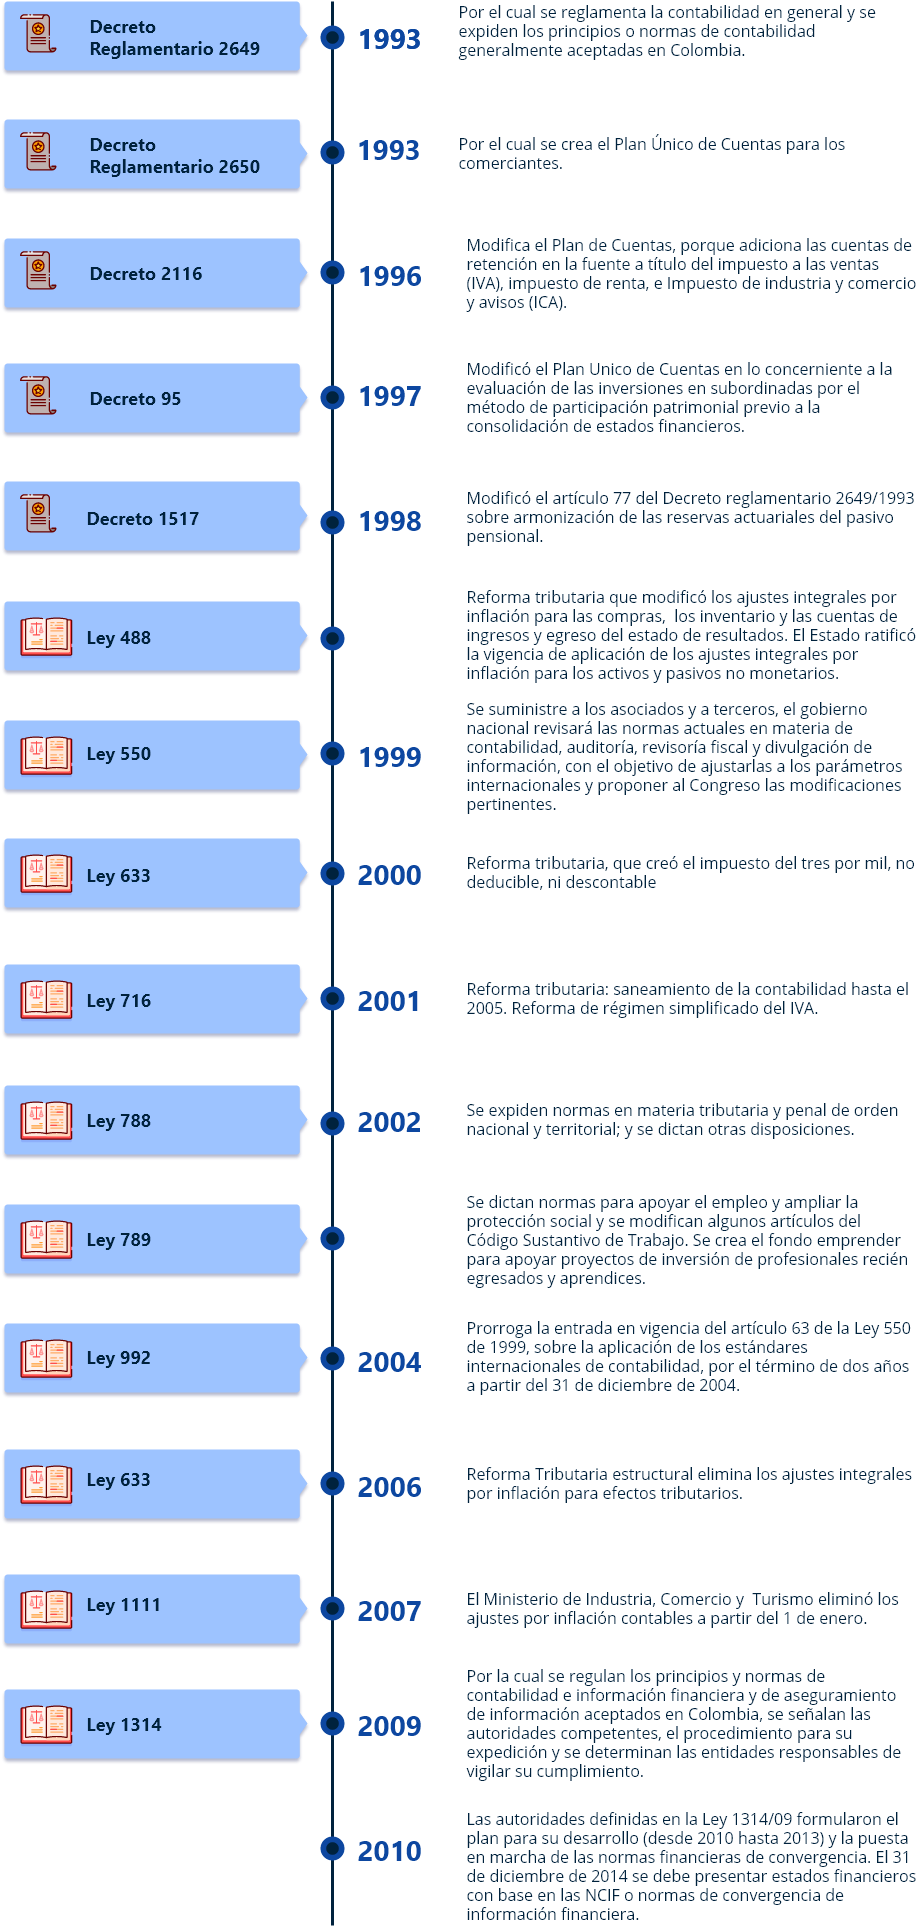 Decreto
Reglamentario 2649
1993
Por el cual se reglamenta la contabilidad en general y se
expiden los principios o normas de contabilidad
generalmente aceptadas en Colombia.
Decreto
Reglamentario 2650
1993
Por el cual se crea el Plan Único de Cuentas para los
comerciantes.
Decreto 2116
1996
Modifica el Plan de Cuentas, porque adiciona las cuentas de
retención en la fuente a título del impuesto a las ventas
(IVA), impuesto de renta, e Impuesto de industria y comercio
y avisos (ICA).
Decreto 95
1997
Modificó el Plan Unico de Cuentas en lo concerniente a la
evaluación de las inversiones en subordinadas por el
método de participación patrimonial previo a la
consolidación de estados financieros.
Decreto 1517
1998
Modificó el artículo 77 del Decreto reglamentario 2649/1993
sobre armonización de las reservas actuariales del pasivo
pensional.
Ley 488
Reforma tributaria que modificó los ajustes integrales por
inflación para las compras, los inventario y las cuentas de
ingresos y egreso del estado de resultados. El Estado ratificó
la vigencia de aplicación de los ajustes integrales por
inflación para los activos y pasivos no monetarios.
Ley 550
1999
Se suministre a los asociados y a terceros, el gobierno
nacional revisará las normas actuales en materia de
contabilidad, auditoría, revisoría fiscal y divulgación de
información, con el objetivo de ajustarlas a los parámetros
internacionales y proponer al Congreso las modificaciones
pertinentes.
Ley 633
2000
Reforma tributaria, que creó el impuesto del tres por mil, no
deducible, ni descontable
Ley 716
2001
Reforma tributaria: saneamiento de la contabilidad hasta el
2005. Reforma de régimen simplificado del IVA.
Ley 788
2002
Se expiden normas en materia tributaria y penal de orden
nacional y territorial; y se dictan otras disposiciones.
Ley 789
Se dictan normas para apoyar el empleo y ampliar la
protección social y se modifican algunos artículos del
Código Sustantivo de Trabajo. Se crea el fondo emprender
para apoyar proyectos de inversión de profesionales recién
egresados y aprendices.
Ley 992
2004
Prorroga la entrada en vigencia del artículo 63 de la Ley 550
de 1999, sobre la aplicación de los estándares
internacionales de contabilidad, por el término de dos años
a partir del 31 de diciembre de 2004.
Ley 633
2006
Reforma Tributaria estructural elimina los ajustes integrales
por inflación para efectos tributarios.
Ley 1111
2007
El Ministerio de Industria, Comercio y Turismo eliminó los
ajustes por inflación contables a partir del 1 de enero.
Ley 1314
2009
Por la cual se regulan los principios y normas de
contabilidad e información financiera y de aseguramiento
de información aceptados en Colombia, se señalan las
autoridades competentes, el procedimiento para su
expedición y se determinan las entidades responsables de
vigilar su cumplimiento.
2010
Las autoridades definidas en la Ley 1314/09 formularon el
plan para su desarrollo (desde 2010 hasta 2013) y la puesta
en marcha de las normas financieras de convergencia. El 31
de diciembre de 2014 se debe presentar estados financieros
con base en las NCIF o normas de convergencia de
información financiera.